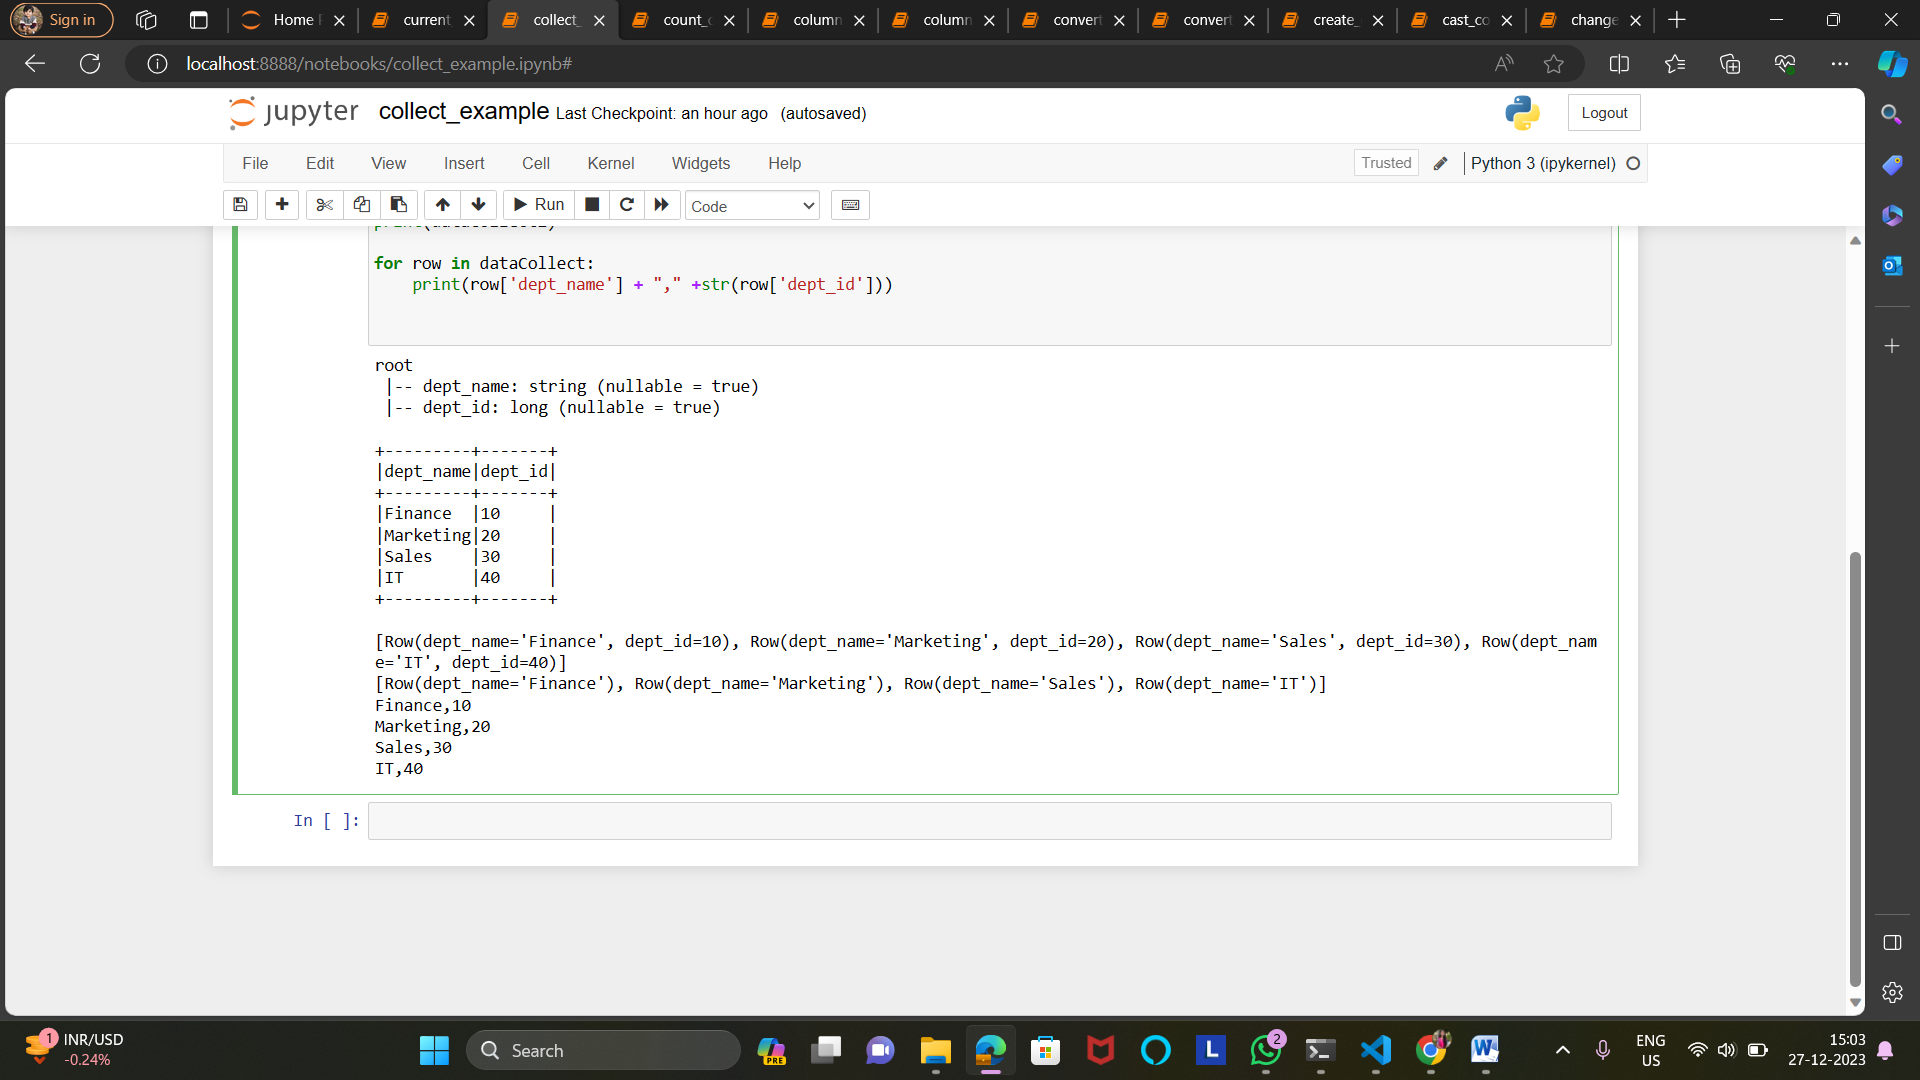 Sign in
Home
current
collect_
count_
column
column
convert
convert
create_
cast_co
change
localhost:8888/notebooks/collect_example.ipynb#
jupyter collect_example Last Checkpoint: an hour ago (autosaved)
Logout
File Edit View Insert Cell Kernel Widgets Help
Trusted
Python 3 (ipykernel)
Run
Code
for row in dataCollect:
    print(row['dept_name'] + "," +str(row['dept_id']))
root
 |-- dept_name: string (nullable = true)
 |-- dept_id: long (nullable = true)
+---------+-------+
|dept_name|dept_id|
+---------+-------+
|Finance  |10     |
|Marketing|20     |
|Sales    |30     |
|IT       |40     |
+---------+-------+
[Row(dept_name='Finance', dept_id=10), Row(dept_name='Marketing', dept_id=20), Row(dept_name='Sales', dept_id=30), Row(dept_nam
e='IT', dept_id=40)]
[Row(dept_name='Finance'), Row(dept_name='Marketing'), Row(dept_name='Sales'), Row(dept_name='IT')]
Finance,10
Marketing,20
Sales,30
IT,40
In [ ]:
1
INR/USD
-0.24%
Search
PRE
L
2
W
ENG
US
15:03
27-12-2023